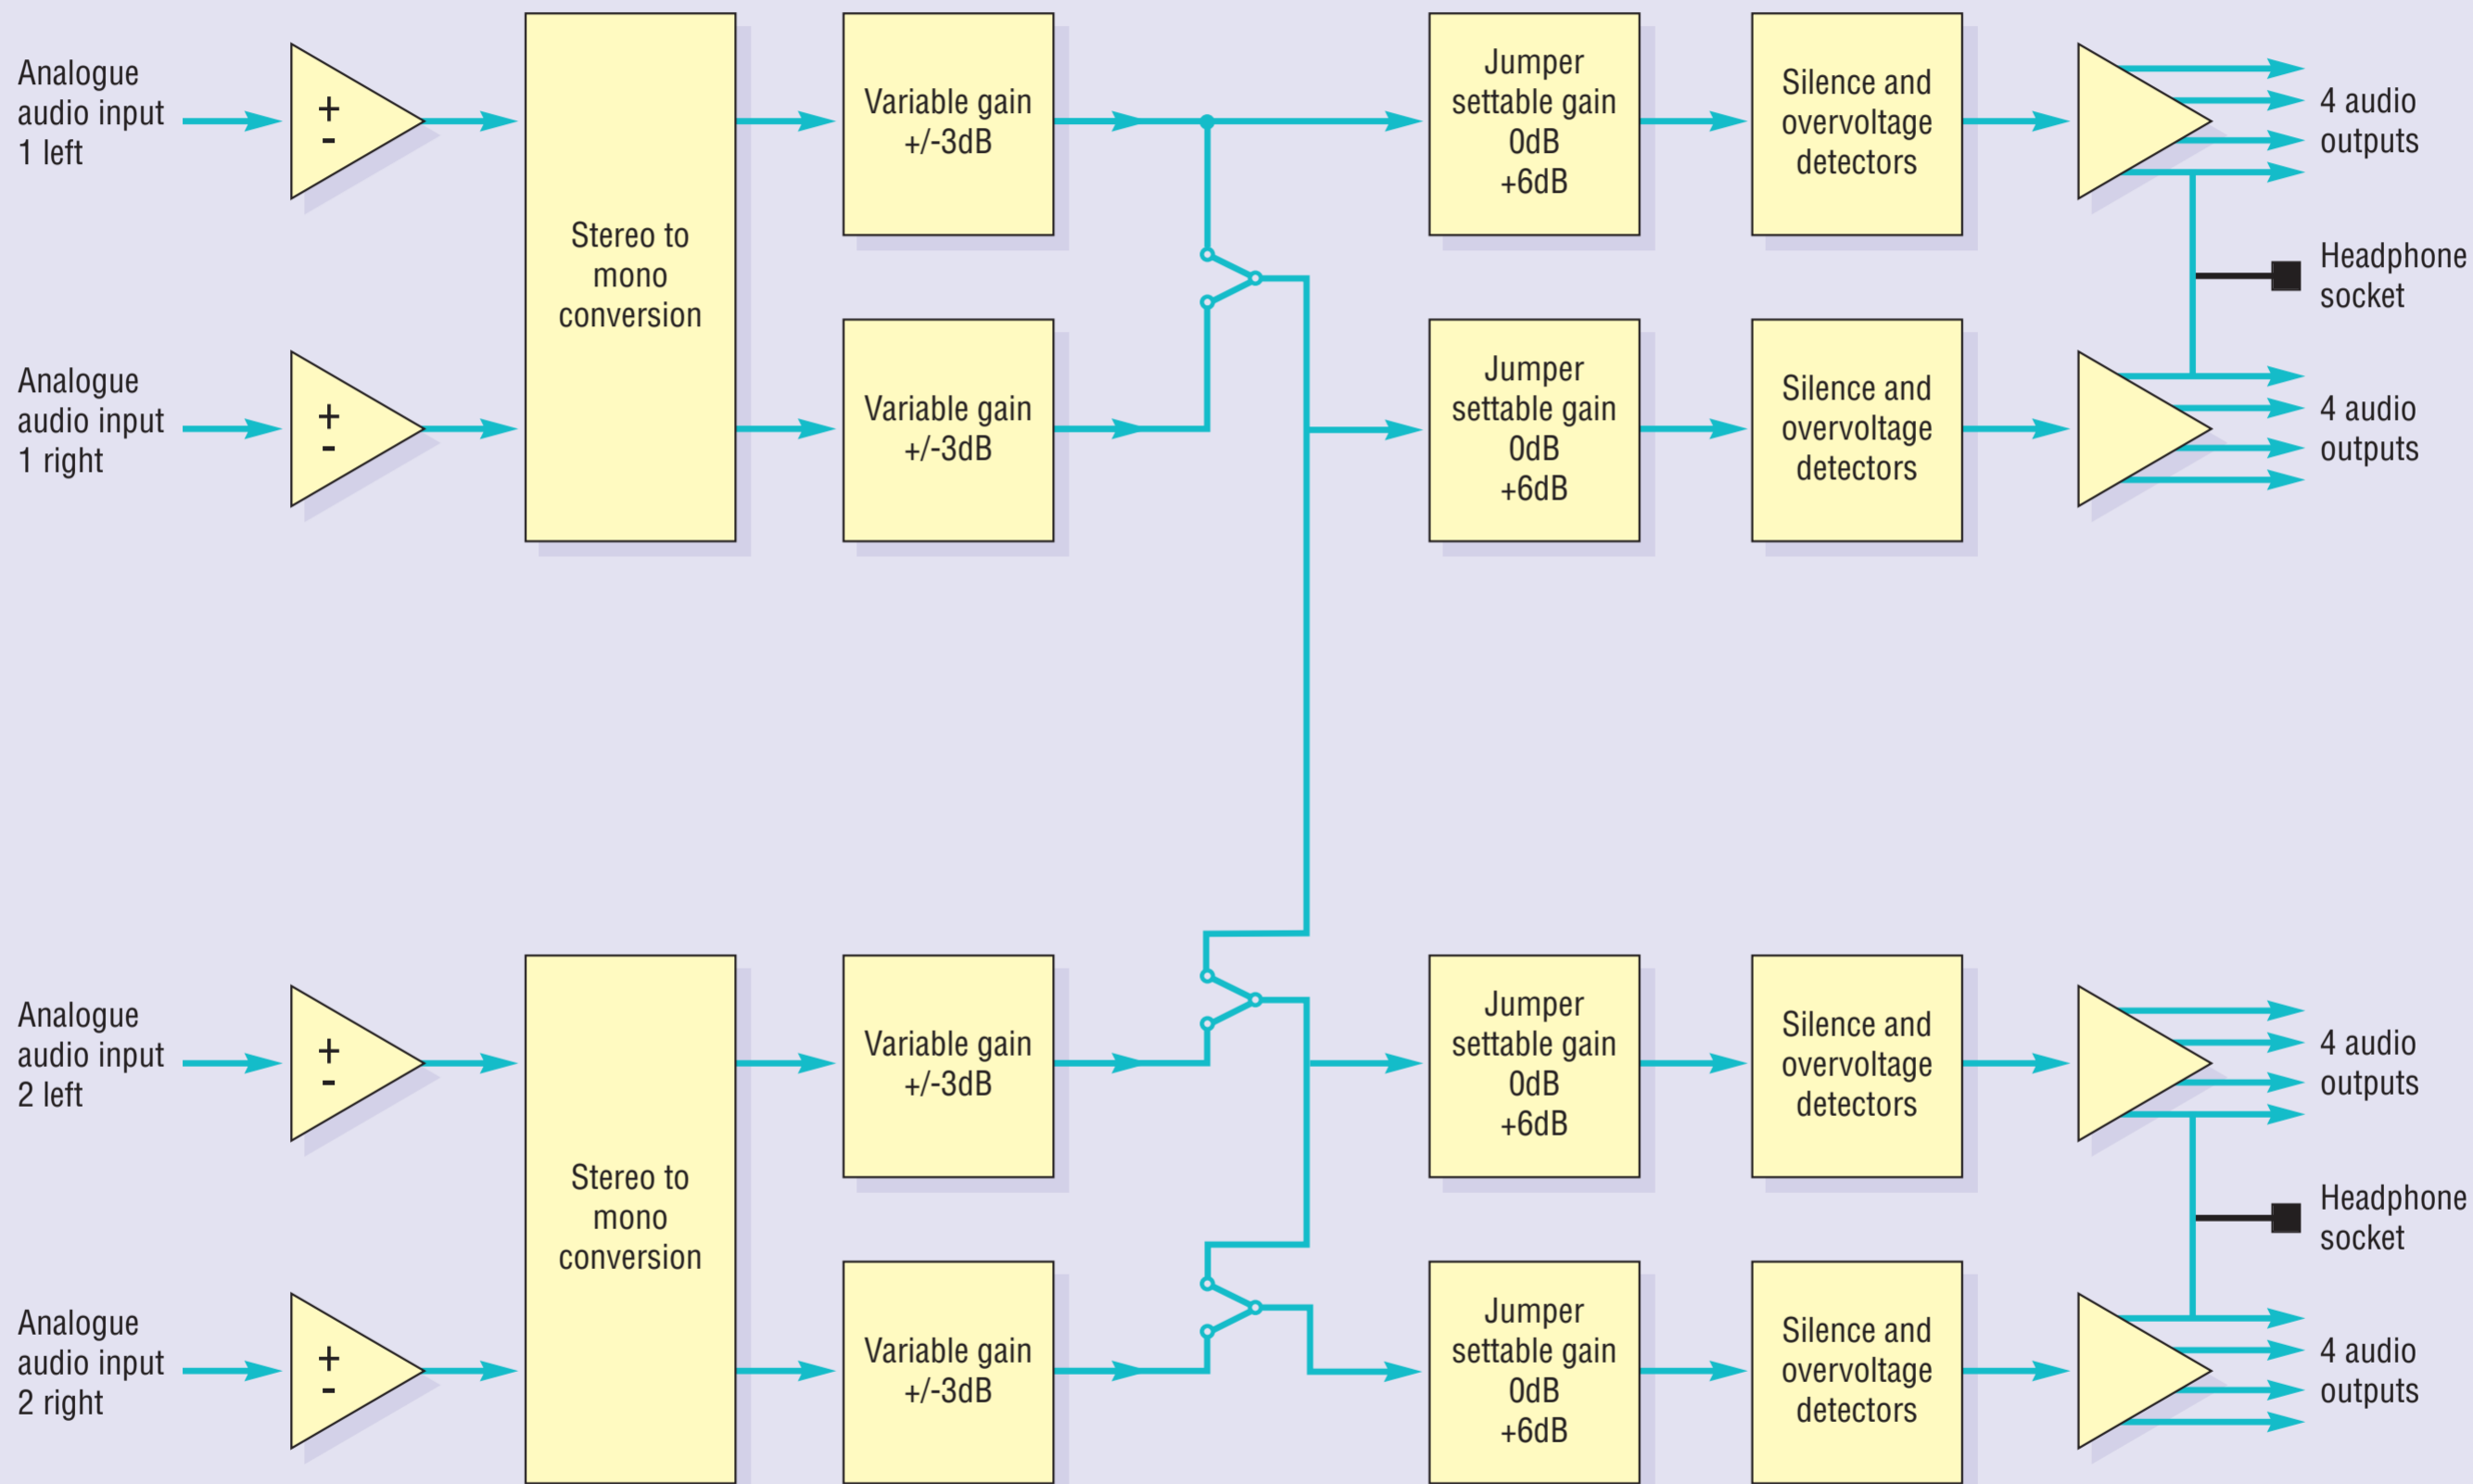 Analogue
audio input
1 left
+
-
Stereo to
mono
conversion
Variable gain
+/-3dB
Jumper
settable gain
0dB
+6dB
Silence and
overvoltage
detectors
4 audio
outputs
Headphone
socket
Analogue
audio input
1 right
+
-
Variable gain
+/-3dB
Jumper
settable gain
0dB
+6dB
Silence and
overvoltage
detectors
4 audio
outputs
Analogue
audio input
2 left
+
-
Stereo to
mono
conversion
Variable gain
+/-3dB
Jumper
settable gain
0dB
+6dB
Silence and
overvoltage
detectors
4 audio
outputs
Headphone
socket
Analogue
audio input
2 right
+
-
Variable gain
+/-3dB
Jumper
settable gain
0dB
+6dB
Silence and
overvoltage
detectors
4 audio
outputs